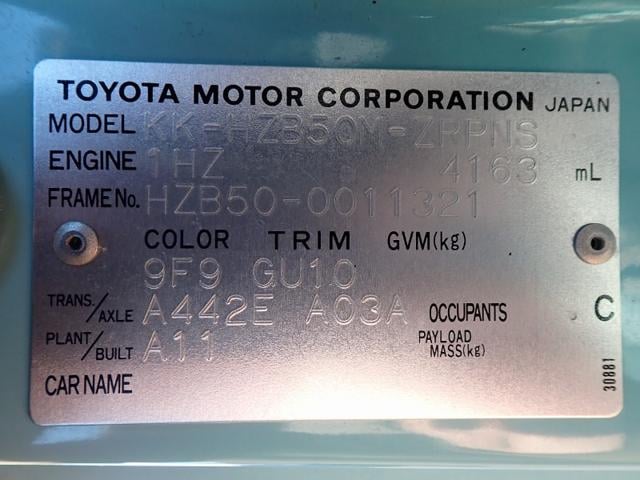 TOYOTA MOTOR CORPORATION JAPAN
MODEL KK-HZB50M-ZRPNS
ENGINE 1HZ 4163 mL
FRAME No. HZB50-0011321
COLOR TRIM GVM(kg)
9F9 GU10
TRANS./AXLE A442E A03A OCCUPANTS C
PLANT/BUILT A11 PAYLOAD MASS(kg)
CAR NAME
30881